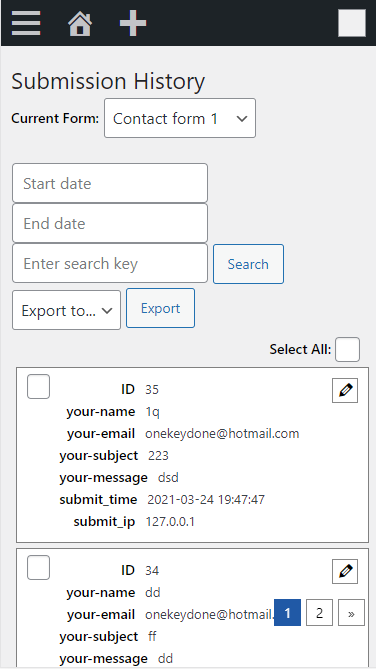 Submission History
Current Form: Contact form 1
Start date
End date
Enter search key Search
Export to... Export
Select All:
ID 35
your-name 1q
your-email onekeydone@hotmail.com
your-subject 223
your-message dsd
submit_time 2021-03-24 19:47:47
submit_ip 127.0.0.1
ID 34
your-name dd
your-email onekeydone@hotmail. 1 2 »
your-subject ff
your-message dd